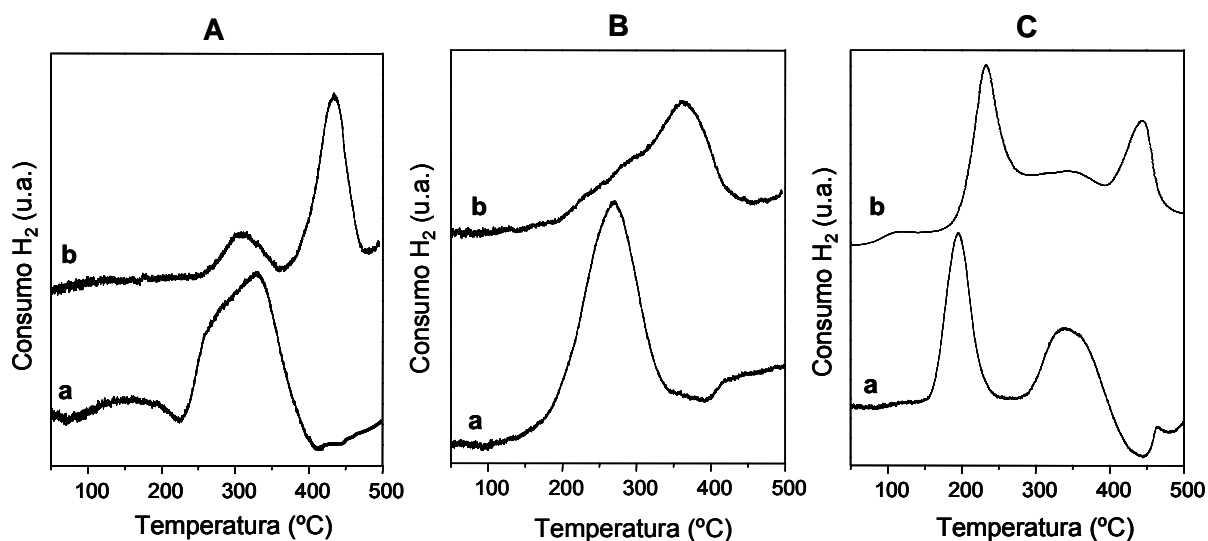 A
Consumo H2 (u.a.)
b
a
100 200 300 400 500
Temperatura (ºC)
B
Consumo H2 (u.a.)
b
a
100 200 300 400 500
Temperatura (ºC)
C
Consumo H2 (u.a.)
b
a
100 200 300 400 500
Temperatura (ºC)